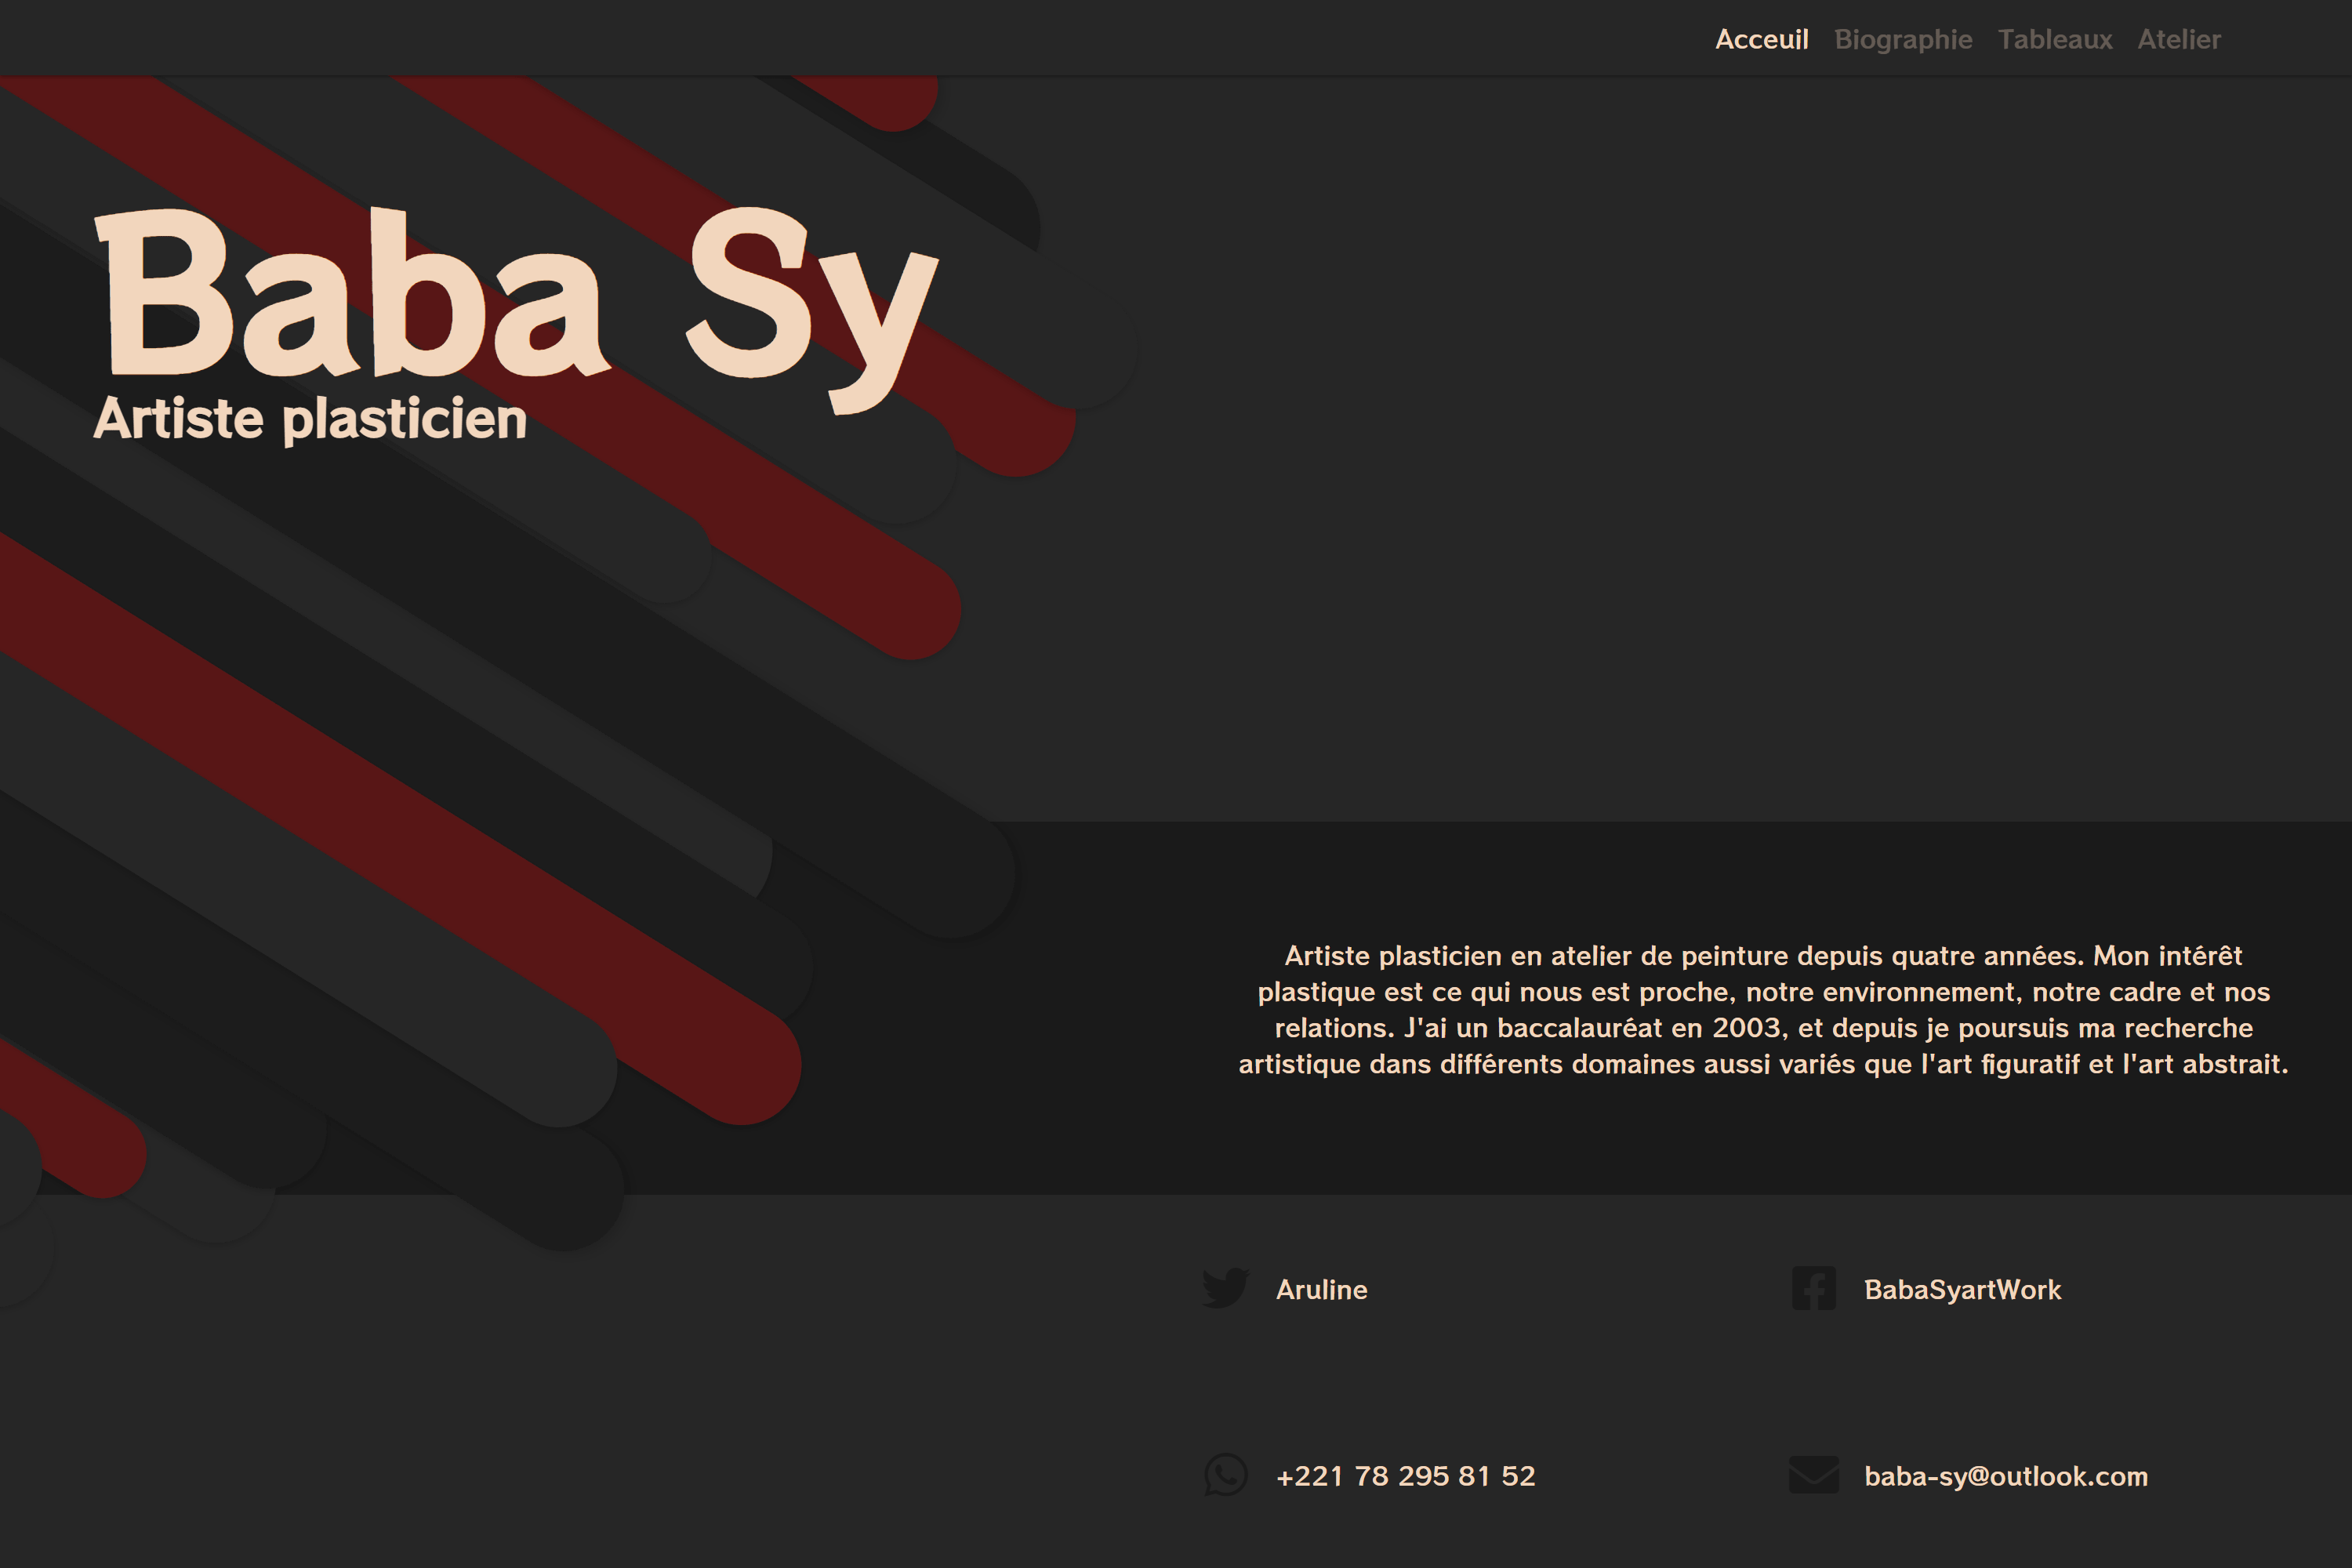 Acceuil Biographie Tableaux Atelier
Baba Sy
Artiste plasticien
Artiste plasticien en atelier de peinture depuis quatre années. Mon intérêt
plastique est ce qui nous est proche, notre environnement, notre cadre et nos
relations. J'ai un baccalauréat en 2003, et depuis je poursuis ma recherche
artistique dans différents domaines aussi variés que l'art figuratif et l'art abstrait.
Aruline
BabaSyartWork
+221 78 295 81 52
baba-sy@outlook.com